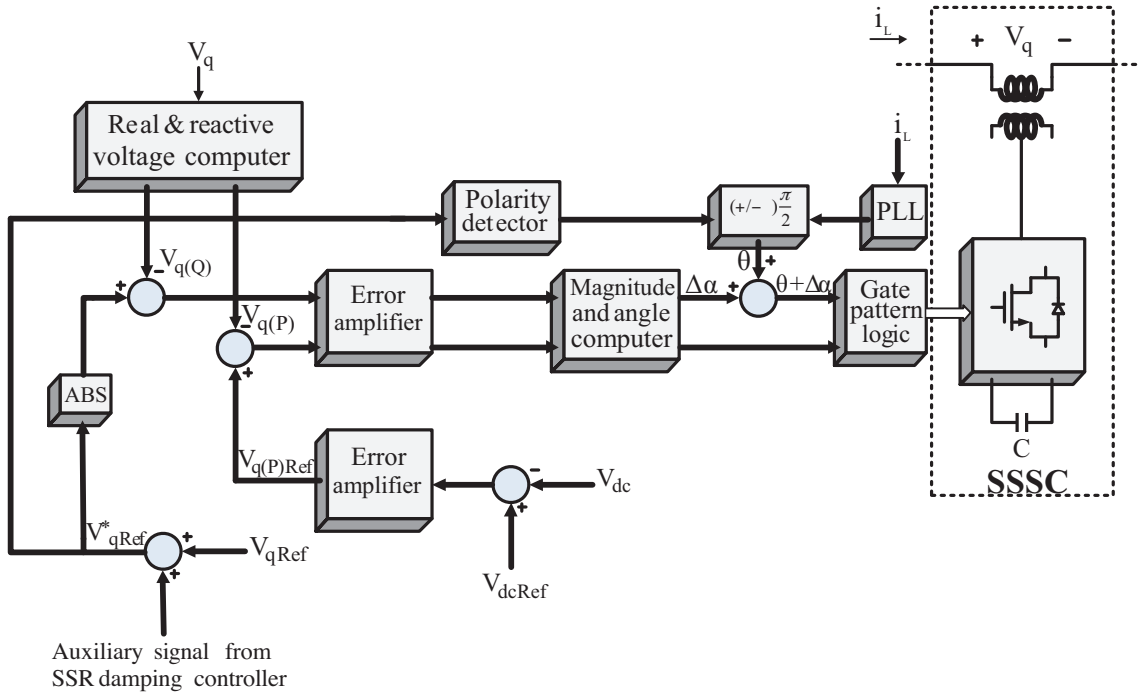 V_q
Real & reactive
voltage computer
i_L
+ V_q −
i_L
Polarity
detector
(+/− ) π/2
PLL
− V_q(Q)
+
θ +
− V_q(P)
+
Error
amplifier
Magnitude
and angle
computer
Δα +
θ+Δα
Gate
pattern
logic
ABS
C
SSSC
V_q(P)Ref
Error
amplifier
−
V_dc
+
V_dcRef
V*_qRef
+
V_qRef
+
Auxiliary signal from
SSR damping controller